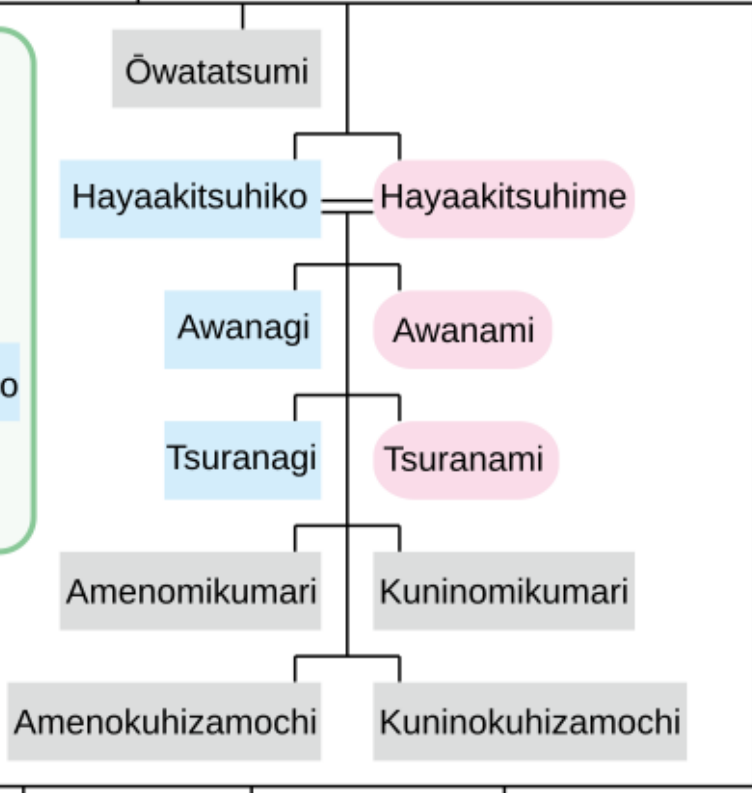 Ōwatatsumi
Hayaakitsuhiko
Hayaakitsuhime
Awanagi
Awanami
o
Tsuranagi
Tsuranami
Amenomikumari
Kuninomikumari
Amenokuhizamochi
Kuninokuhizamochi